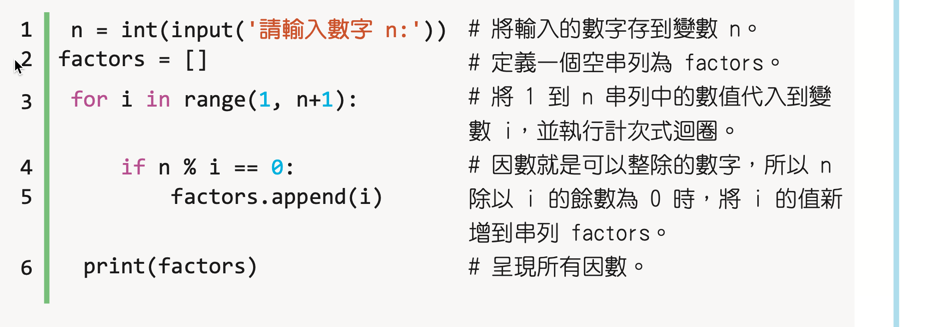 1 n = int(input('請輸入數字 n:')) # 將輸入的數字存到變數 n。
2 factors = [] # 定義一個空串列為 factors。
3 for i in range(1, n+1): # 將 1 到 n 串列中的數值代入到變
數 i，並執行計次式迴圈。
4 if n % i == 0: # 因數就是可以整除的數字，所以 n
5 factors.append(i) 除以 i 的餘數為 0 時，將 i 的值新
增到串列 factors。
6 print(factors) # 呈現所有因數。